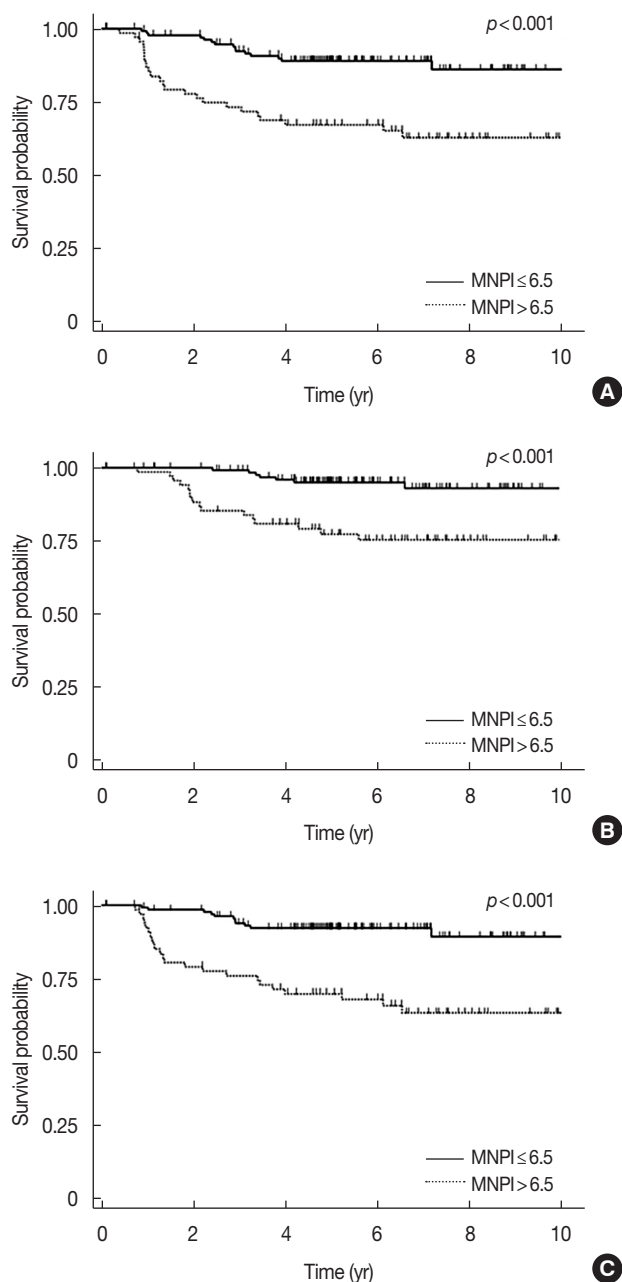 1.00
p < 0.001
0.75
0.50
0.25
0
Survival probability
MNPI ≤ 6.5
MNPI > 6.5
0 2 4 6 8 10
Time (yr)
A
1.00
p < 0.001
0.75
0.50
0.25
0
Survival probability
MNPI ≤ 6.5
MNPI > 6.5
0 2 4 6 8 10
Time (yr)
B
1.00
p < 0.001
0.75
0.50
0.25
0
Survival probability
MNPI ≤ 6.5
MNPI > 6.5
0 2 4 6 8 10
Time (yr)
C